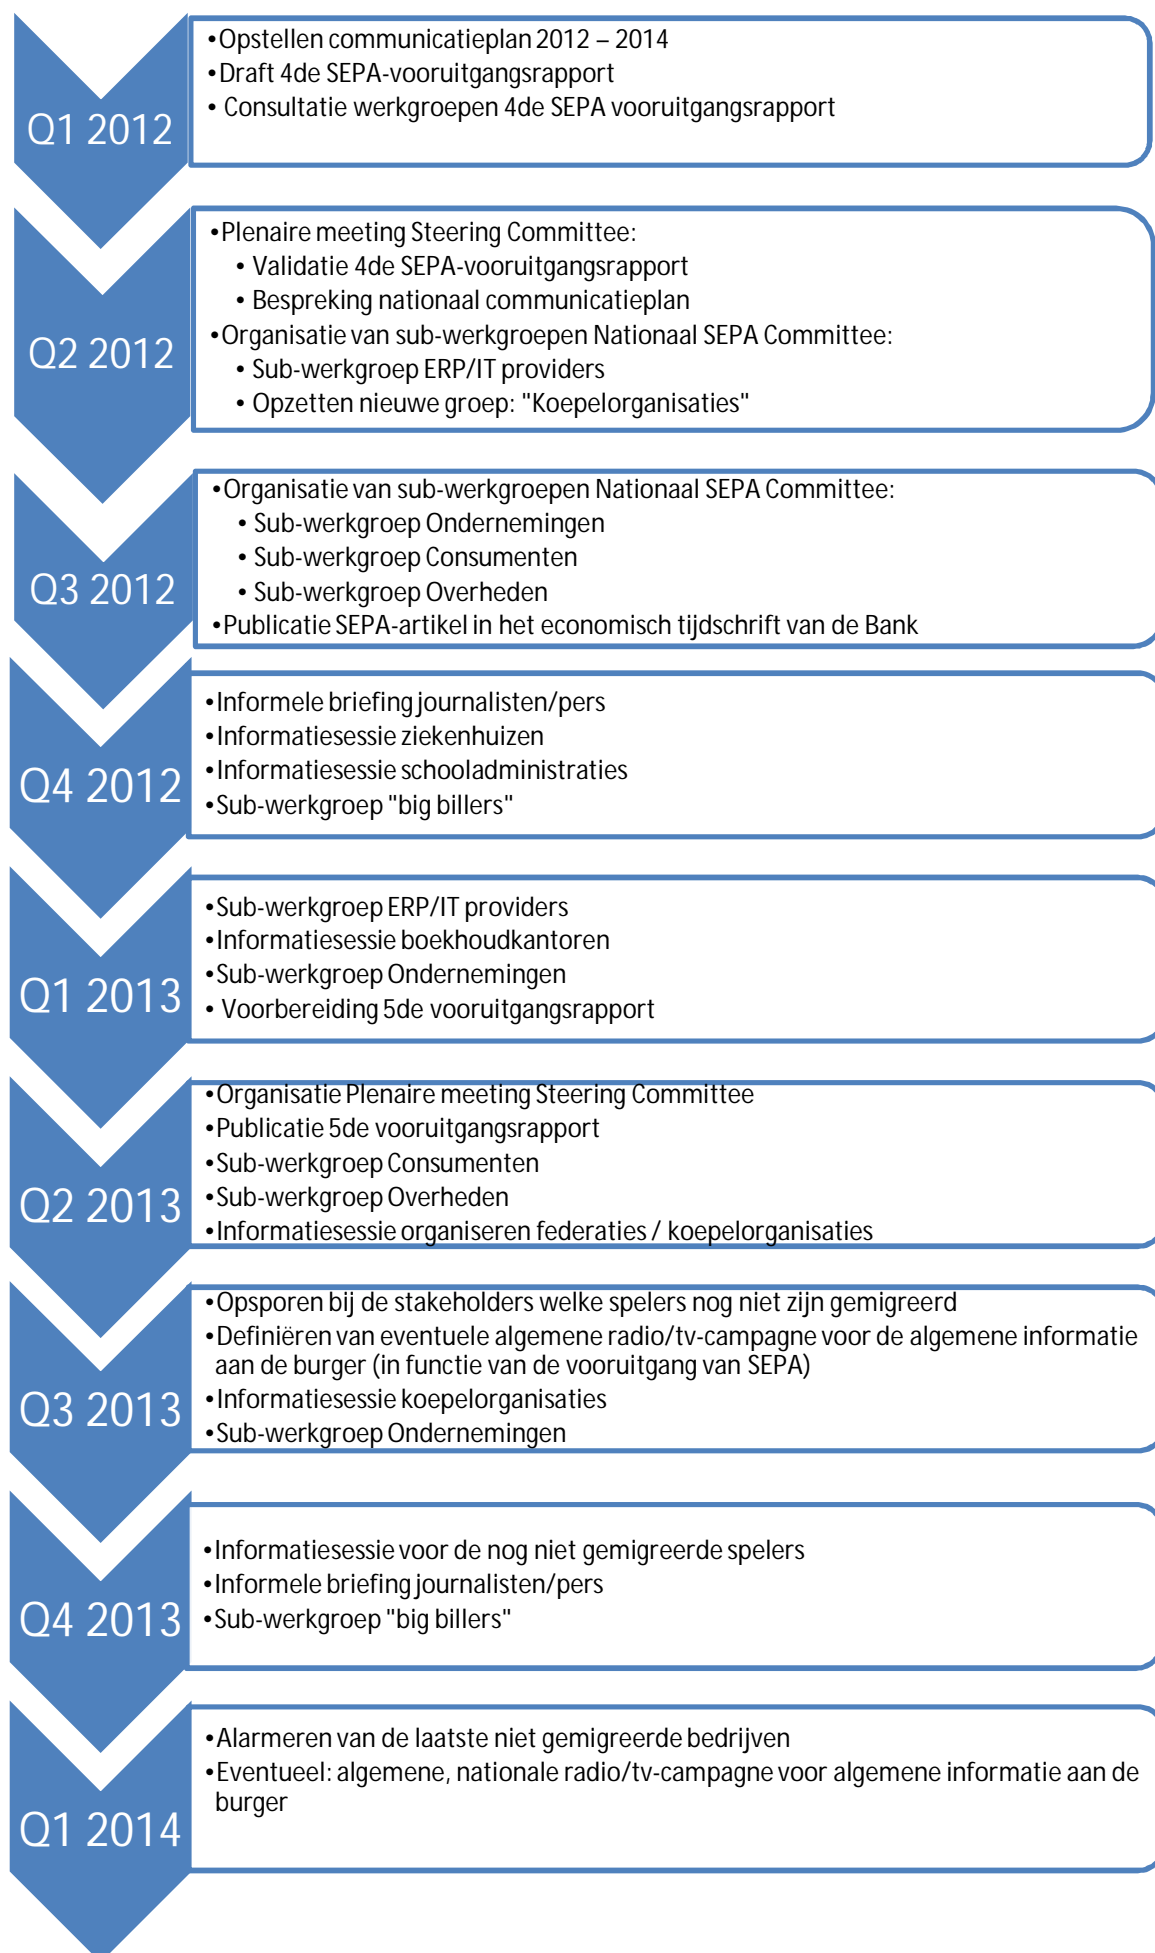 Q1 2012
•Opstellen communicatieplan 2012 – 2014
•Draft 4de SEPA-vooruitgangsrapport
• Consultatie werkgroepen 4de SEPA vooruitgangsrapport
Q2 2012
•Plenaire meeting Steering Committee:
• Validatie 4de SEPA-vooruitgangsrapport
• Bespreking nationaal communicatieplan
•Organisatie van sub-werkgroepen Nationaal SEPA Committee:
• Sub-werkgroep ERP/IT providers
• Opzetten nieuwe groep: "Koepelorganisaties"
Q3 2012
•Organisatie van sub-werkgroepen Nationaal SEPA Committee:
• Sub-werkgroep Ondernemingen
• Sub-werkgroep Consumenten
• Sub-werkgroep Overheden
•Publicatie SEPA-artikel in het economisch tijdschrift van de Bank
Q4 2012
•Informele briefing journalisten/pers
•Informatiesessie ziekenhuizen
•Informatiesessie schooladministraties
•Sub-werkgroep "big billers"
Q1 2013
•Sub-werkgroep ERP/IT providers
•Informatiesessie boekhoudkantoren
•Sub-werkgroep Ondernemingen
• Voorbereiding 5de vooruitgangsrapport
Q2 2013
•Organisatie Plenaire meeting Steering Committee
•Publicatie 5de vooruitgangsrapport
•Sub-werkgroep Consumenten
•Sub-werkgroep Overheden
•Informatiesessie organiseren federaties / koepelorganisaties
Q3 2013
•Opsporen bij de stakeholders welke spelers nog niet zijn gemigreerd
•Definiëren van eventuele algemene radio/tv-campagne voor de algemene informatie
aan de burger (in functie van de vooruitgang van SEPA)
•Informatiesessie koepelorganisaties
•Sub-werkgroep Ondernemingen
Q4 2013
•Informatiesessie voor de nog niet gemigreerde spelers
•Informele briefing journalisten/pers
•Sub-werkgroep "big billers"
Q1 2014
•Alarmeren van de laatste niet gemigreerde bedrijven
•Eventueel: algemene, nationale radio/tv-campagne voor algemene informatie aan de
burger